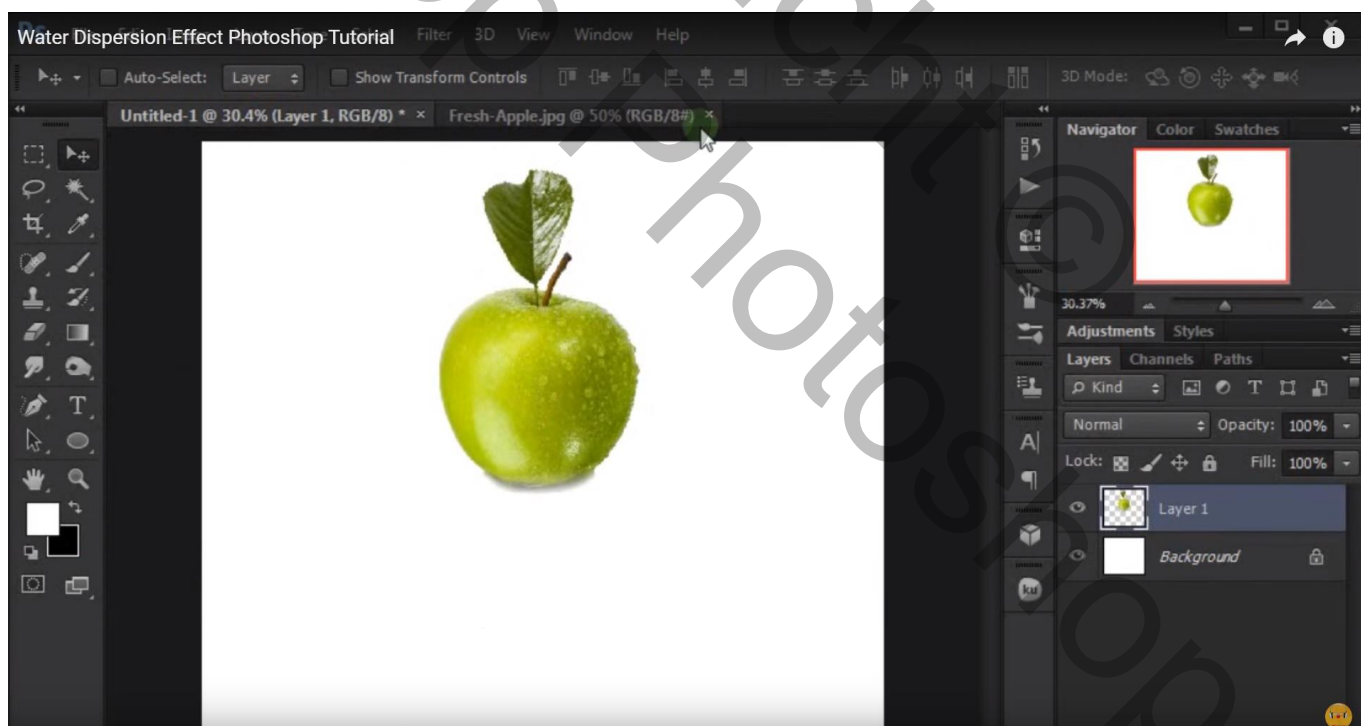 Water Dispersion Effect Photoshop Tutorial
Filter 3D View Window Help
Auto-Select: Layer Show Transform Controls 3D Mode:
Untitled-1 @ 30.4% (Layer 1, RGB/8) * × Fresh-Apple.jpg @ 50% (RGB/8#) ×
Navigator Color Swatches
30.37%
Adjustments Styles
Layers Channels Paths
Kind
Normal Opacity: 100%
Lock: Fill: 100%
Layer 1
Background
ku
Photoshop
©